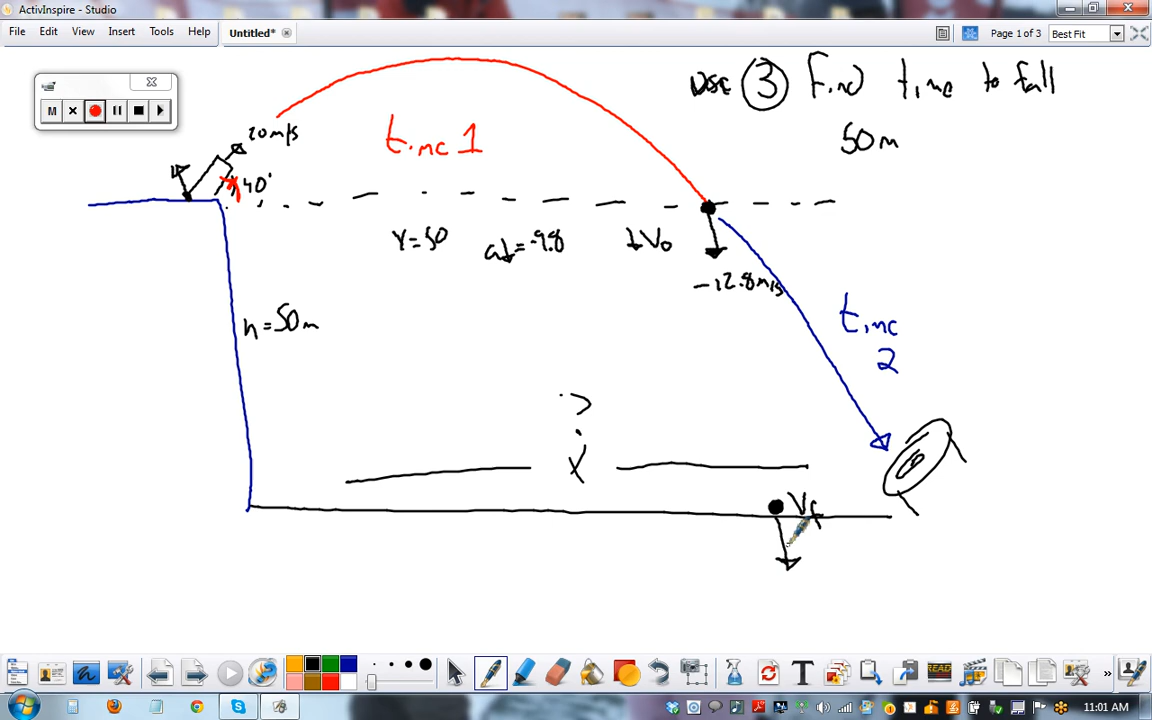 ActivInspire - Studio
File Edit View Insert Tools Help Untitled* Page 1 of 3 Best Fit
M
use 3 Find time to fall
50m
20m/s
40°
time 1
Y=50 a↓=-9.8 ↓Vo
-12.8m/s
h=50m
time
2
?
X
Vf
T
READ
»
11:01 AM